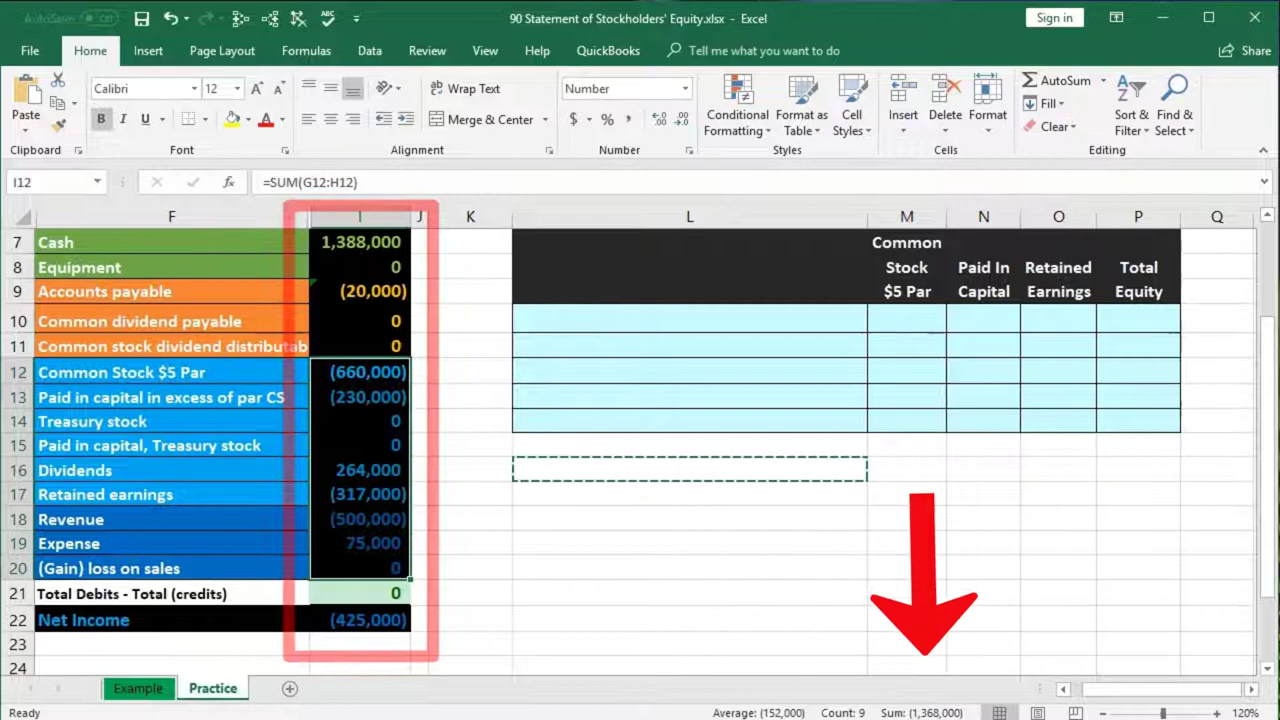 AutoSave Off
90 Statement of Stockholders' Equity.xlsx - Excel
Sign in
File Home Insert Page Layout Formulas Data Review View Help QuickBooks Tell me what you want to do Share
Paste
Clipboard
Calibri 12
B I U
Font
Wrap Text
Merge & Center
Alignment
Number
$ % ,
Number
Conditional Formatting
Format as Table
Cell Styles
Styles
Insert Delete Format
Cells
AutoSum
Fill
Clear
Sort & Filter
Find & Select
Editing
I12 fx =SUM(G12:H12)
F I J K L M N O P Q
7 Cash 1,388,000 Common
8 Equipment 0 Stock Paid In Retained Total
9 Accounts payable (20,000) $5 Par Capital Earnings Equity
10 Common dividend payable 0
11 Common stock dividend distributab 0
12 Common Stock $5 Par (660,000)
13 Paid in capital in excess of par CS (230,000)
14 Treasury stock 0
15 Paid in capital, Treasury stock 0
16 Dividends 264,000
17 Retained earnings (317,000)
18 Revenue (500,000)
19 Expense 75,000
20 (Gain) loss on sales 0
21 Total Debits - Total (credits) 0
22 Net Income (425,000)
23
24
Example Practice
Ready Average: (152,000) Count: 9 Sum: (1,368,000) 120%